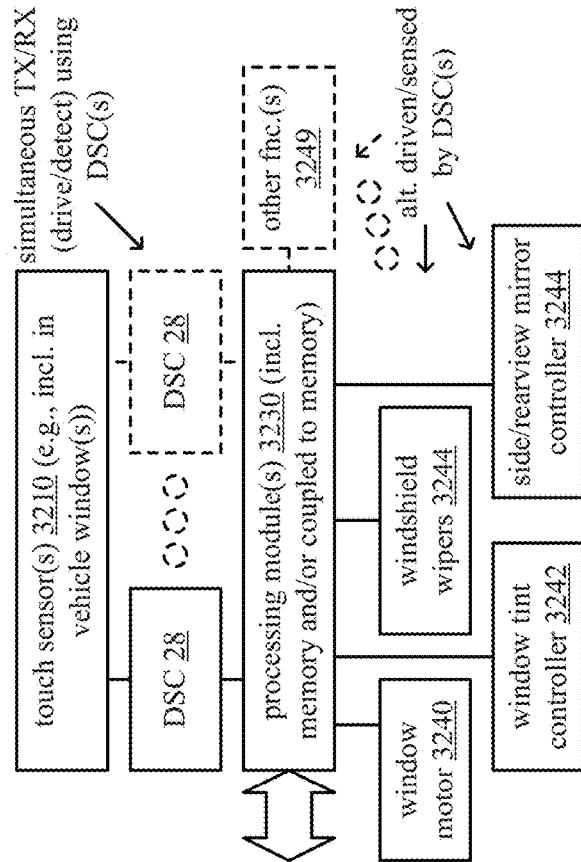 simultaneous TX/RX
(drive/detect) using
DSC(s)
touch sensor(s) 3210 (e.g., incl. in
vehicle window(s))
DSC 28
DSC 28
processing module(s) 3230 (incl.
memory and/or coupled to memory)
other fnc.(s)
3249
alt. driven/sensed
by DSC(s)
window
motor 3240
windshield
wipers 3244
window tint
controller 3242
side/rearview mirror
controller 3244